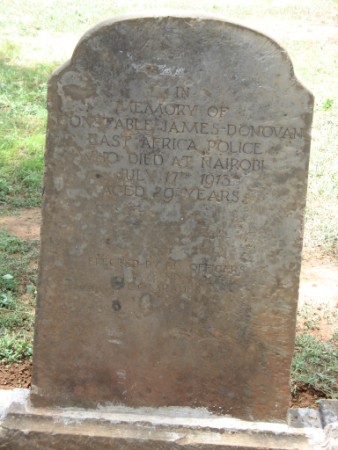 IN
MEMORY OF
CONSTABLE JAMES DONOVAN
EAST AFRICA POLICE
WHO DIED AT NAIROBI
JULY 17TH 1913
AGED 29 YEARS